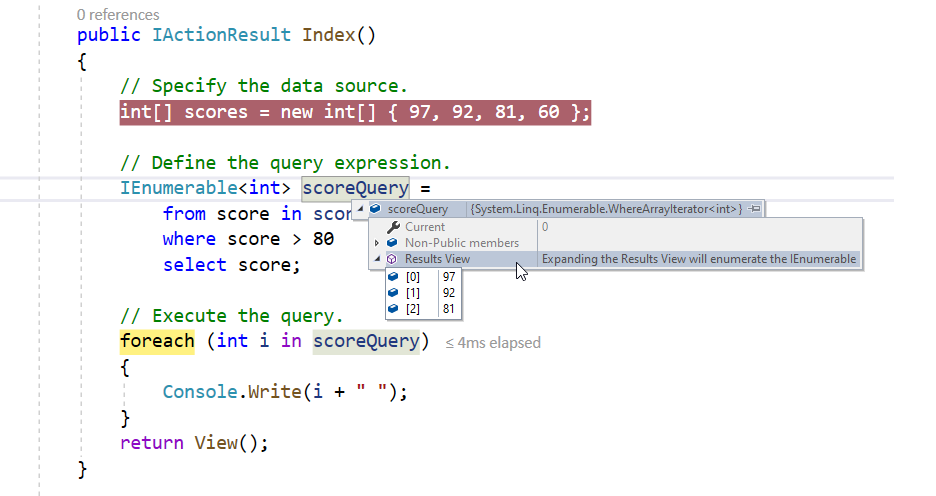 0 references
public IActionResult Index()
{
// Specify the data source.
int[] scores = new int[] { 97, 92, 81, 60 };
// Define the query expression.
IEnumerable<int> scoreQuery =
from score in scor
scoreQuery {System.Linq.Enumerable.WhereArrayIterator<int>}
Current 0
where score > 80
Non-Public members
select score;
Results View Expanding the Results View will enumerate the IEnumerable
[0] 97
[1] 92
[2] 81
// Execute the query.
foreach (int i in scoreQuery) ≤ 4ms elapsed
{
Console.Write(i + " ");
}
return View();
}